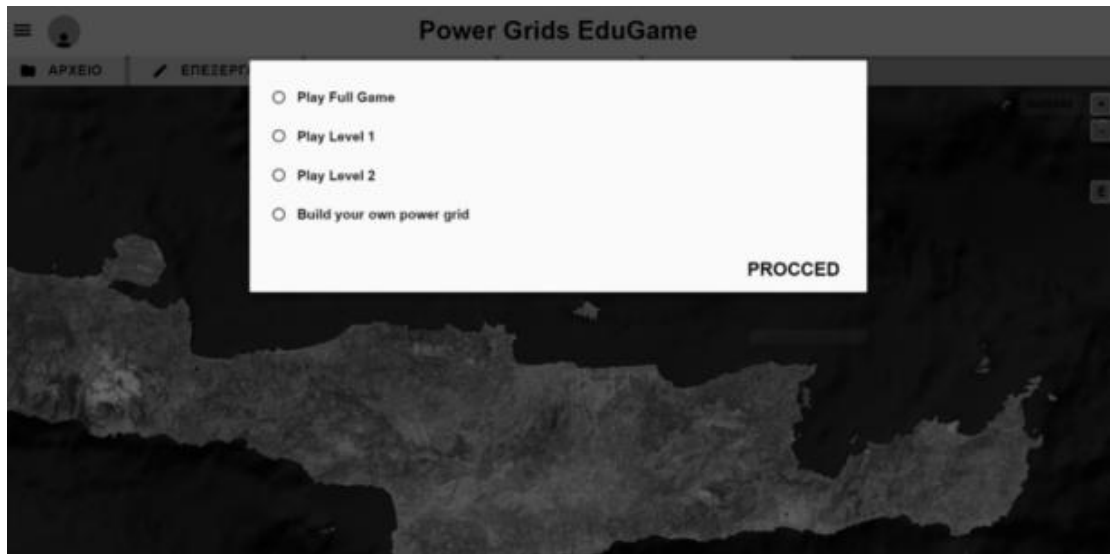 Power Grids EduGame
ΑΡΧΕΙΟ
Play Full Game
Play Level 1
Play Level 2
Build your own power grid
PROCCED